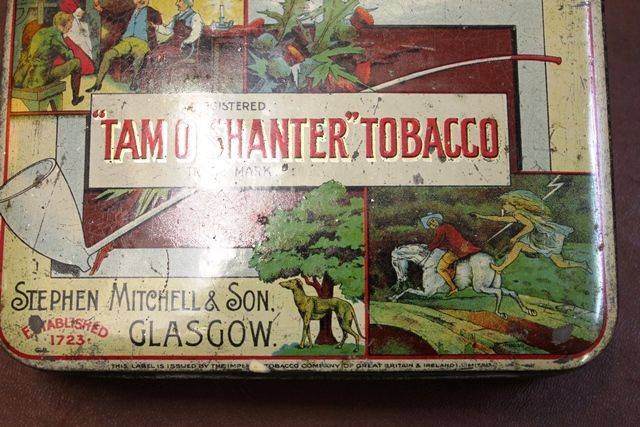 REGISTERED
"TAM O'SHANTER" TOBACCO
TRADE MARK
STEPHEN MITCHELL & SON,
GLASGOW.
ESTABLISHED
1723.
THIS LABEL IS ISSUED BY THE IMPERIAL TOBACCO COMPANY (OF GREAT BRITAIN & IRELAND) LIMITED